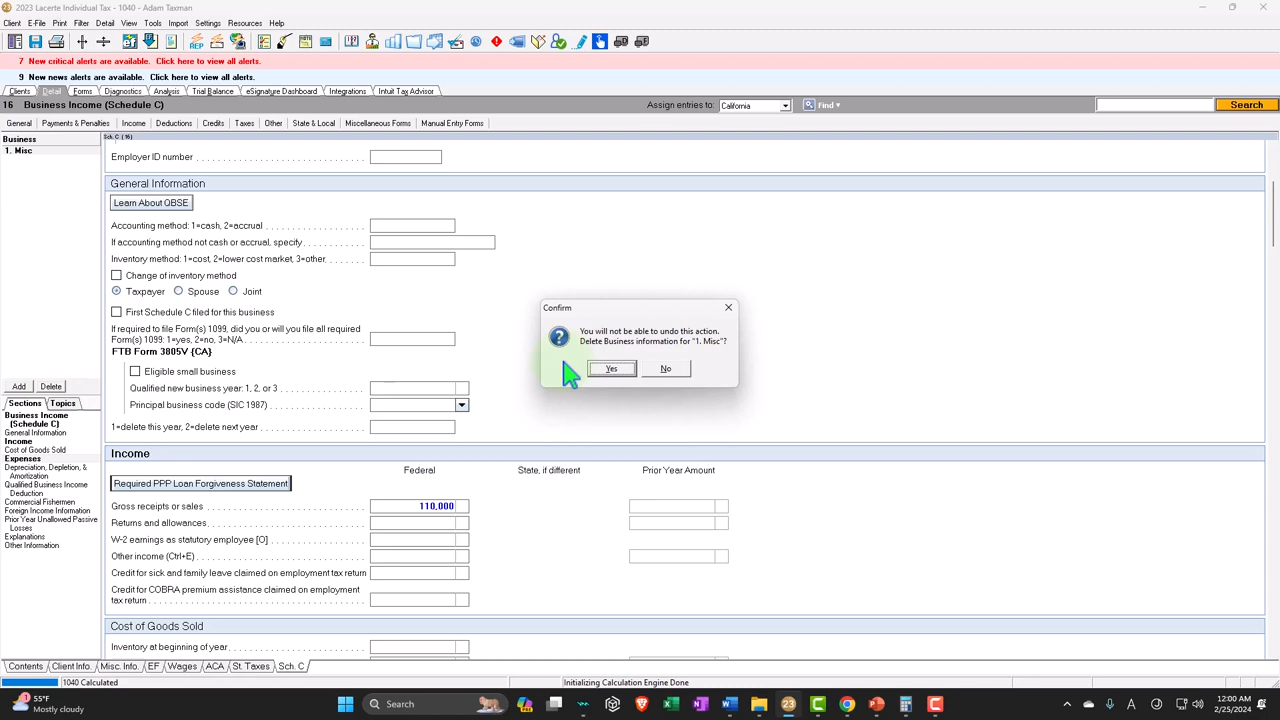 2023 Lacerte Individual Tax - 1040 - Adam Taxman
Client E-File Print Filter Detail View Tools Import Settings Resources Help
7 New critical alerts are available. Click here to view all alerts.
9 New news alerts are available. Click here to view all alerts.
Clients Detail Forms Diagnostics Analysis Trial Balance eSignature Dashboard Integrations Intuit Tax Advisor
16 Business Income (Schedule C) Assign entries to: California Find Search
General Payments & Penalties Income Deductions Credits Taxes Other State & Local Miscellaneous Forms Manual Entry Forms
Business
1. Misc
Add Delete
Sections Topics
Business Income
(Schedule C)
General Information
Income
Cost of Goods Sold
Expenses
Depreciation, Depletion, &
Amortization
Qualified Business Income
Deduction
Commercial Fishermen
Foreign Income Information
Prior Year Unallowed Passive
Losses
Explanations
Other Information
Sch. C (16)
Employer ID number
General Information
Learn About QBSE
Accounting method: 1=cash, 2=accrual
If accounting method not cash or accrual, specify
Inventory method: 1=cost, 2=lower cost market, 3=other
Change of inventory method
Taxpayer Spouse Joint
First Schedule C filed for this business
If required to file Form(s) 1099, did you or will you file all required
Form(s) 1099: 1=yes, 2=no, 3=N/A
FTB Form 3805V {CA}
Eligible small business
Qualified new business year: 1, 2, or 3
Principal business code (SIC 1987)
1=delete this year, 2=delete next year
Confirm
You will not be able to undo this action.
Delete Business information for "1. Misc"?
Yes No
Income
Federal State, if different Prior Year Amount
Required PPP Loan Forgiveness Statement
Gross receipts or sales 110,000
Returns and allowances
W-2 earnings as statutory employee [O]
Other income (Ctrl+E)
Credit for sick and family leave claimed on employment tax return
Credit for COBRA premium assistance claimed on employment
tax return
Cost of Goods Sold
Inventory at beginning of year
Contents Client Info. Misc. Info. EF Wages ACA St. Taxes Sch. C
1040 Calculated Initializing Calculation Engine Done
55°F
Mostly cloudy
Search
12:00 AM
2/25/2024